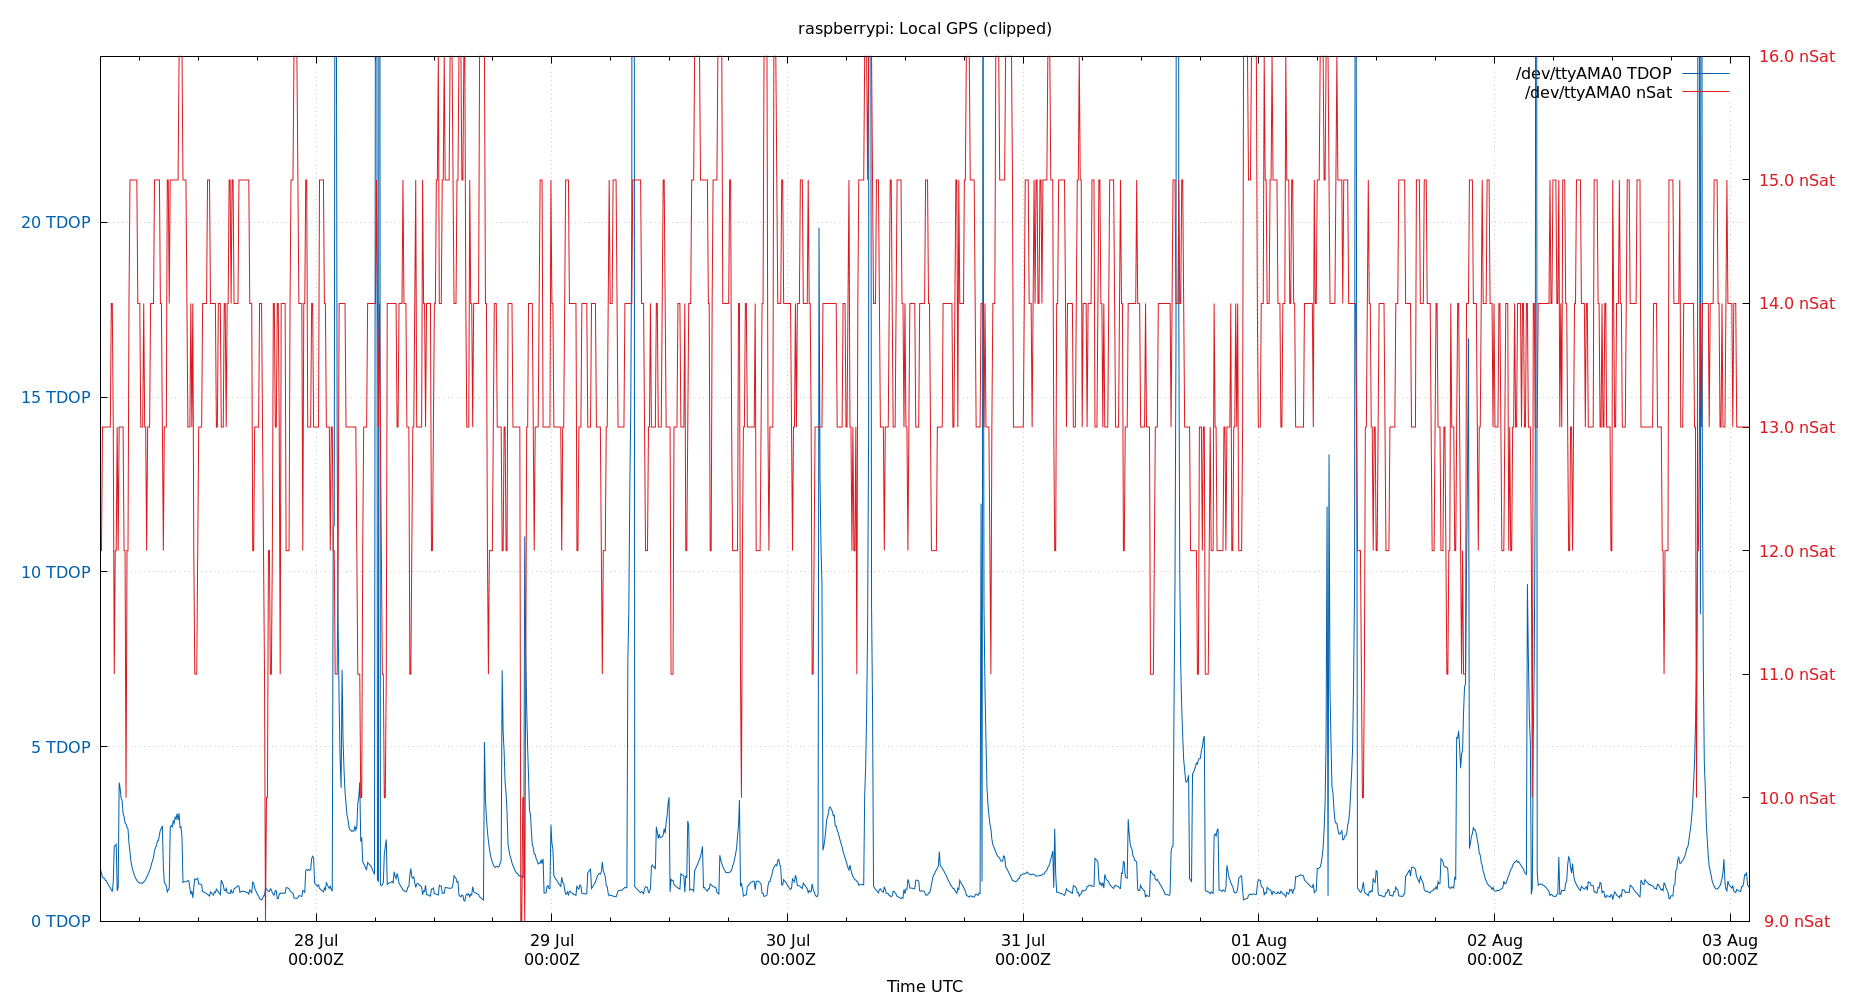 raspberrypi: Local GPS (clipped)
/dev/ttyAMA0 TDOP
/dev/ttyAMA0 nSat
20 TDOP
15 TDOP
10 TDOP
5 TDOP
0 TDOP
16.0 nSat
15.0 nSat
14.0 nSat
13.0 nSat
12.0 nSat
11.0 nSat
10.0 nSat
9.0 nSat
28 Jul
00:00Z
29 Jul
00:00Z
30 Jul
00:00Z
31 Jul
00:00Z
01 Aug
00:00Z
02 Aug
00:00Z
03 Aug
00:00Z
Time UTC